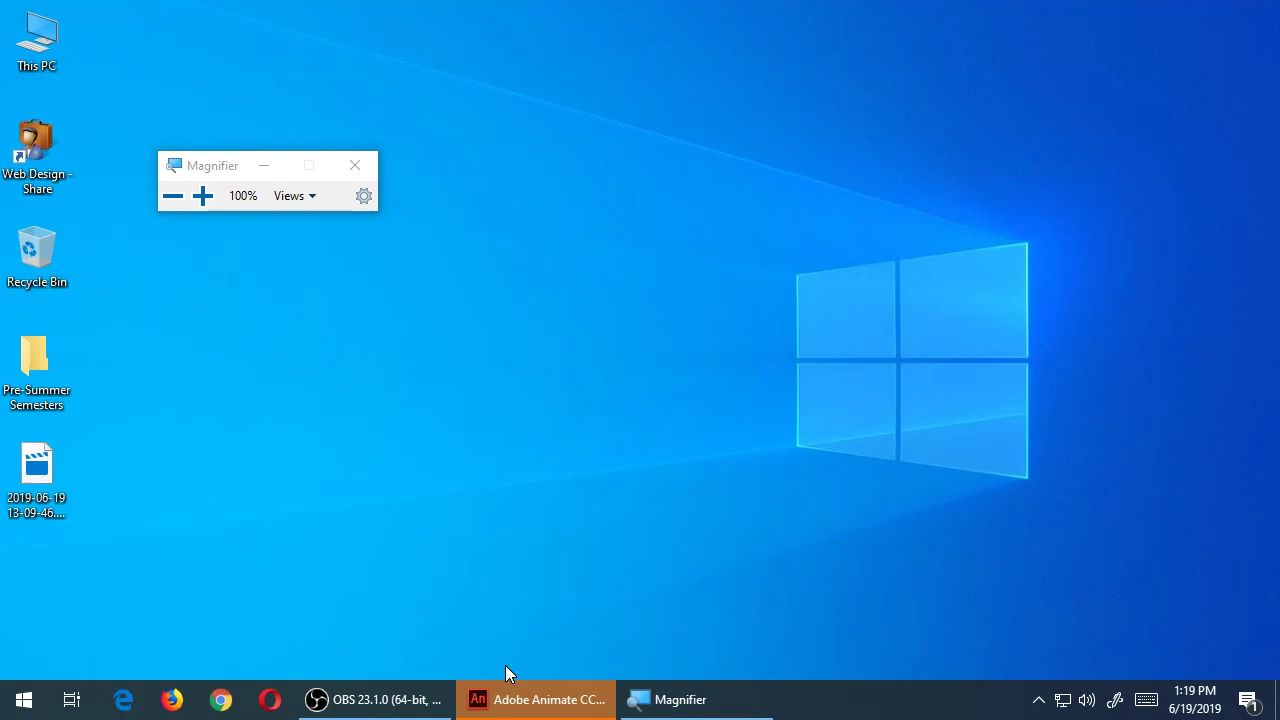 This PC
Web Design -
Share
Recycle Bin
Pre-Summer
Semesters
2019-06-19
13-09-46....
Magnifier
100%
Views
OBS 23.1.0 (64-bit, ...
An
Adobe Animate CC...
Magnifier
1:19 PM
6/19/2019
1